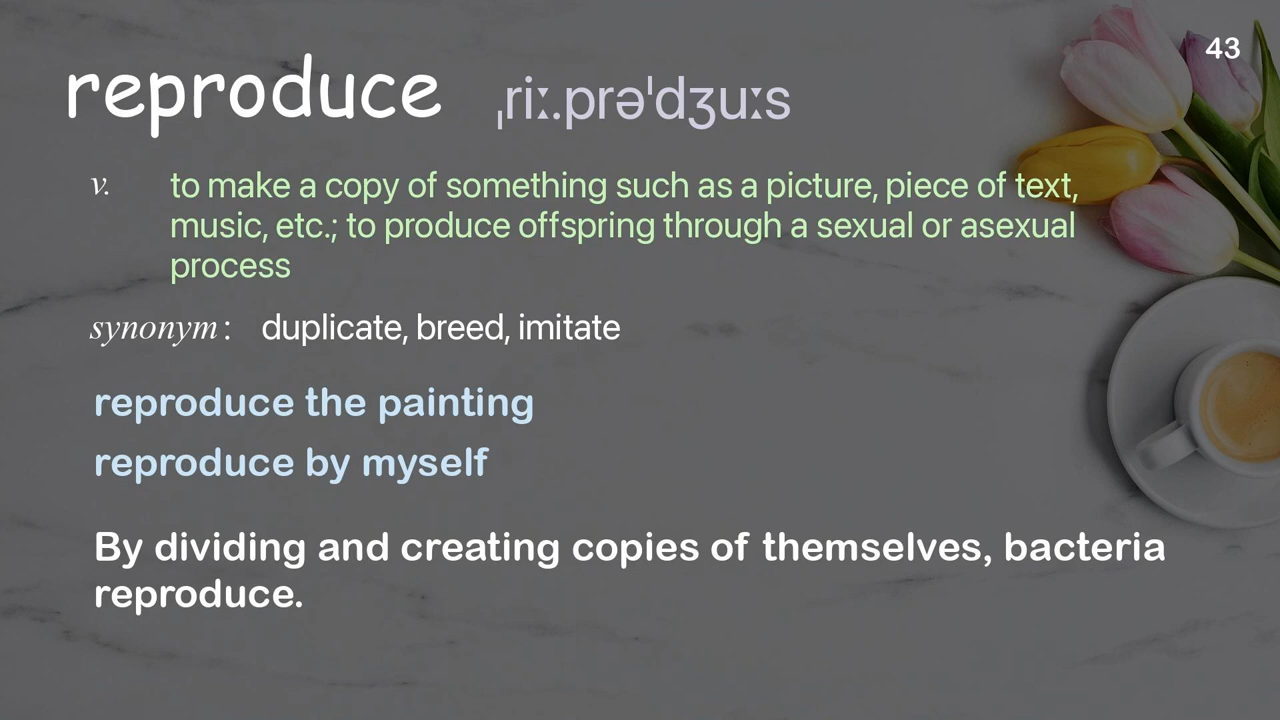 43
reproduce ˌriː.prəˈdʒuːs
v. to make a copy of something such as a picture, piece of text,
music, etc.; to produce offspring through a sexual or asexual
process
synonym: duplicate, breed, imitate
reproduce the painting
reproduce by myself
By dividing and creating copies of themselves, bacteria
reproduce.